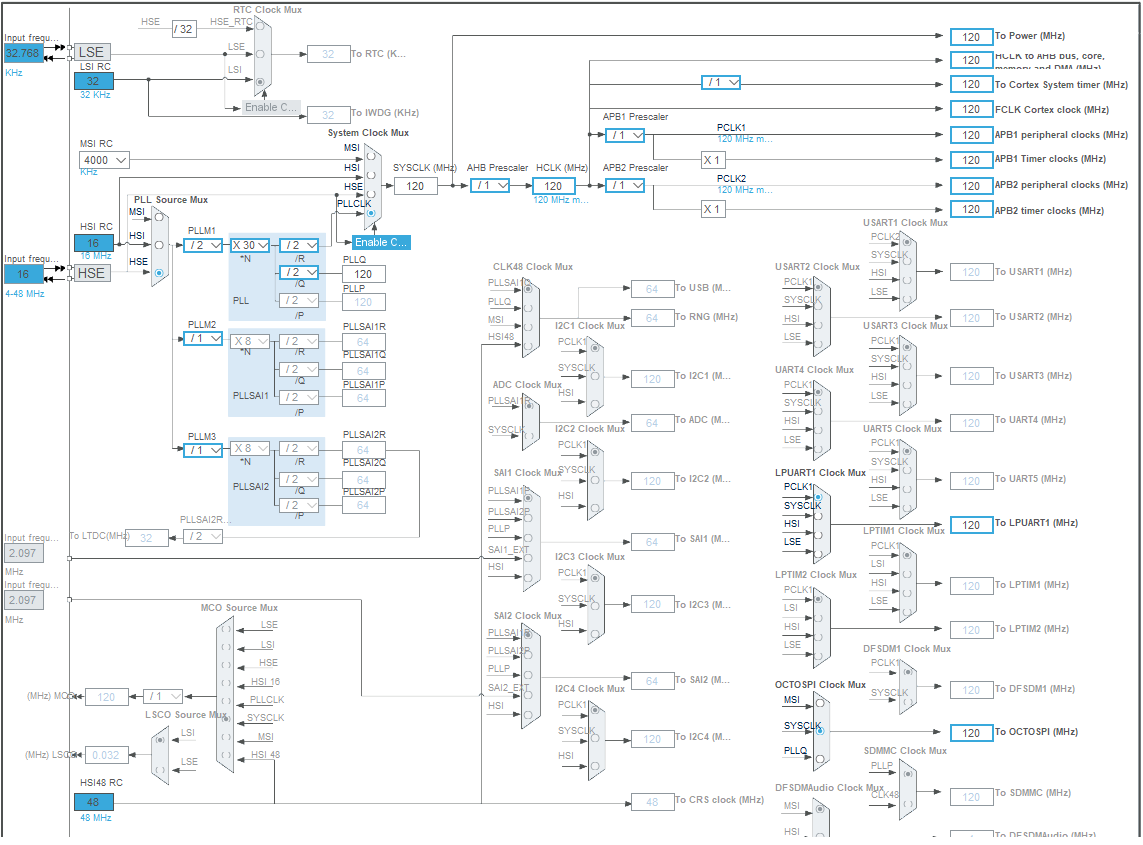 RTC Clock Mux
HSE
/ 32
HSE_RTC
Input frequ...
32.768
KHz
LSE
LSE
32
To RTC (K...
LSI RC
32
32 KHz
LSI
Enable C...
32
To IWDG (KHz)
System Clock Mux
MSI RC
4000
KHz
MSI
HSI
HSE
PLLCLK
Enable C...
SYSCLK (MHz)
120
AHB Prescaler
/ 1
HCLK (MHz)
120
120 MHz m...
APB1 Prescaler
/ 1
APB2 Prescaler
/ 1
/ 1
PCLK1
120 MHz m...
X 1
PCLK2
120 MHz m...
X 1
120
To Power (MHz)
120
HCLK to AHB bus, core,
memory and DMA (MHz)
120
To Cortex System timer (MHz)
120
FCLK Cortex clock (MHz)
120
APB1 peripheral clocks (MHz)
120
APB1 Timer clocks (MHz)
120
APB2 peripheral clocks (MHz)
120
APB2 timer clocks (MHz)
PLL Source Mux
MSI
HSI RC
16
16 MHz
HSI
Input frequ...
16
4-48 MHz
HSE
HSE
PLLM1
/ 2
X 30
*N
/ 2
/R
/ 2
/Q
/ 2
/P
PLL
PLLQ
120
PLLP
120
PLLM2
/ 1
X 8
*N
/ 2
/R
/ 2
/Q
/ 2
/P
PLLSAI1
PLLSAI1R
64
PLLSAI1Q
64
PLLSAI1P
64
PLLM3
/ 1
X 8
*N
/ 2
/R
/ 2
/Q
/ 2
/P
PLLSAI2
PLLSAI2R
64
PLLSAI2Q
64
PLLSAI2P
64
PLLSAI2R...
/ 2
32
To LTDC(MHz)
Input frequ...
2.097
MHz
Input frequ...
2.097
MHz
MCO Source Mux
LSE
LSI
HSE
HSI_16
PLLCLK
SYSCLK
MSI
HSI_48
/ 1
120
(MHz) MCO
LSCO Source Mux
LSI
LSE
0,032
(MHz) LSCO
HSI48 RC
48
48 MHz
CLK48 Clock Mux
PLLSAI1Q
PLLQ
MSI
HSI48
64
To USB (M...
64
To RNG (MHz)
I2C1 Clock Mux
PCLK1
SYSCLK
HSI
120
To I2C1 (M...
ADC Clock Mux
PLLSAI1R
SYSCLK
64
To ADC (M...
I2C2 Clock Mux
PCLK1
SYSCLK
HSI
120
To I2C2 (M...
SAI1 Clock Mux
PLLSAI1P
PLLSAI2P
PLLP
SAI1_EXT
HSI
64
To SAI1 (M...
I2C3 Clock Mux
PCLK1
SYSCLK
HSI
120
To I2C3 (M...
SAI2 Clock Mux
PLLSAI1P
PLLSAI2P
PLLP
SAI2_EXT
HSI
64
To SAI2 (M...
I2C4 Clock Mux
PCLK1
SYSCLK
HSI
120
To I2C4 (M...
48
To CRS clock (MHz)
USART1 Clock Mux
PCLK2
SYSCLK
HSI
LSE
120
To USART1 (MHz)
USART2 Clock Mux
PCLK1
SYSCLK
HSI
LSE
120
To USART2 (MHz)
USART3 Clock Mux
PCLK1
SYSCLK
HSI
LSE
120
To USART3 (MHz)
UART4 Clock Mux
PCLK1
SYSCLK
HSI
LSE
120
To UART4 (MHz)
UART5 Clock Mux
PCLK1
SYSCLK
HSI
LSE
120
To UART5 (MHz)
LPUART1 Clock Mux
PCLK1
SYSCLK
HSI
LSE
120
To LPUART1 (MHz)
LPTIM1 Clock Mux
PCLK1
LSI
HSI
LSE
120
To LPTIM1 (MHz)
LPTIM2 Clock Mux
PCLK1
LSI
HSI
LSE
120
To LPTIM2 (MHz)
DFSDM1 Clock Mux
PCLK1
SYSCLK
120
To DFSDM1 (MHz)
OCTOSPI Clock Mux
MSI
SYSCLK
PLLQ
120
To OCTOSPI (MHz)
SDMMC Clock Mux
PLLP
CLK48
120
To SDMMC (MHz)
DFSDMAudio Clock Mux
MSI
HSI
120
To DFSDMAudio (MHz)